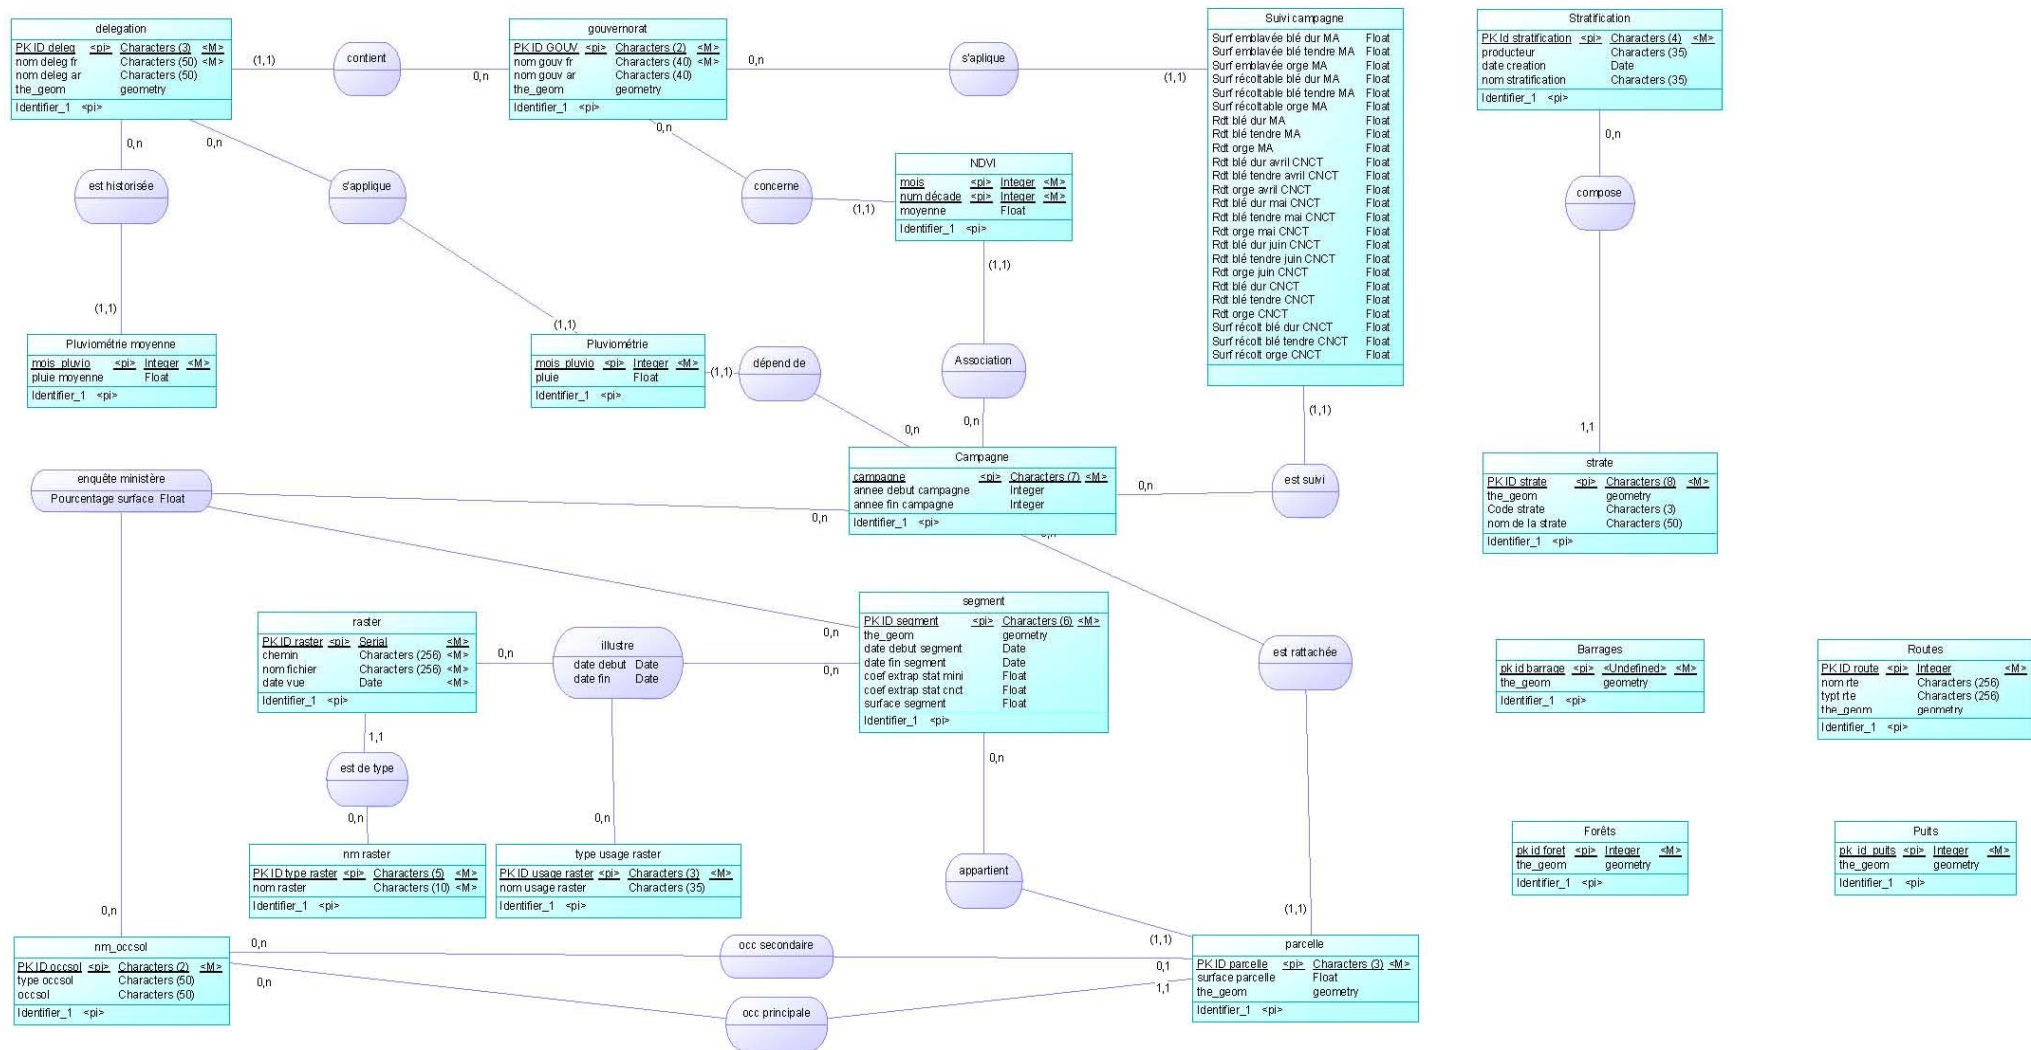 delegation
PK ID deleg <pi> Characters (3) <M>
nom deleg fr Characters (50) <M>
nom deleg ar Characters (50)
the_geom geometry
Identifier_1 <pi>
(1,1)
contient
0,n
gouvernorat
PK ID GOUV <pi> Characters (2) <M>
nom gouv fr Characters (40) <M>
nom gouv ar Characters (40)
the_geom geometry
Identifier_1 <pi>
0,n
s'aplique
(1,1)
Suivi campagne
Surf emblavée blé dur MA Float
Surf emblavée blé tendre MA Float
Surf emblavée orge MA Float
Surf récoltable blé dur MA Float
Surf récoltable blé tendre MA Float
Surf récoltable orge MA Float
Rdt blé dur MA Float
Rdt blé tendre MA Float
Rdt orge MA Float
Rdt blé dur avril CNCT Float
Rdt blé tendre avril CNCT Float
Rdt orge avril CNCT Float
Rdt blé dur mai CNCT Float
Rdt blé tendre mai CNCT Float
Rdt orge mai CNCT Float
Rdt blé dur juin CNCT Float
Rdt blé tendre juin CNCT Float
Rdt orge juin CNCT Float
Rdt blé dur CNCT Float
Rdt blé tendre CNCT Float
Rdt orge CNCT Float
Surf récolt blé dur CNCT Float
Surf récolt blé tendre CNCT Float
Surf récolt orge CNCT Float
Stratification
PK Id stratification <pi> Characters (4) <M>
producteur Characters (35)
date creation Date
nom stratification Characters (35)
Identifier_1 <pi>
0,n
compose
1,1
0,n
est historisée
(1,1)
0,n
s'applique
(1,1)
0,n
concerne
(1,1)
NDVI
mois <pi> Integer <M>
num décade <pi> Integer <M>
moyenne Float
Identifier_1 <pi>
(1,1)
Association
0,n
Pluviométrie moyenne
mois pluvio <pi> Integer <M>
pluie moyenne Float
Identifier_1 <pi>
Pluviométrie
mois pluvio <pi> Integer <M>
pluie Float
Identifier_1 <pi>
(1,1)
dépend de
0,n
(1,1)
est suivi
0,n
Campagne
campagne <pi> Characters (7) <M>
annee debut campagne Integer
annee fin campagne Integer
Identifier_1 <pi>
strate
PK ID strate <pi> Characters (8) <M>
the_geom geometry
Code strate Characters (3)
nom de la strate Characters (50)
Identifier_1 <pi>
enquête ministère
Pourcentage surface Float
0,n
0,n
0,n
0,n
est rattachée
(1,1)
raster
PK ID raster <pi> Serial <M>
chemin Characters (256) <M>
nom fichier Characters (256) <M>
date vue Date <M>
Identifier_1 <pi>
0,n
illustre
date debut Date
date fin Date
0,n
segment
PK ID segment <pi> Characters (6) <M>
the_geom geometry
date debut segment Date
date fin segment Date
coef extrap stat mini Float
coef extrap stat cnct Float
surface segment Float
Identifier_1 <pi>
Barrages
pk id barrage <pi> <Undefined> <M>
the_geom geometry
Identifier_1 <pi>
Routes
PK ID route <pi> Integer <M>
nom rte Characters (256)
typt rte Characters (256)
the_geom geometry
Identifier_1 <pi>
1,1
est de type
0,n
0,n
nm raster
PK ID type raster <pi> Characters (5) <M>
nom raster Characters (10) <M>
Identifier_1 <pi>
type usage raster
PK ID usage raster <pi> Characters (3) <M>
nom usage raster Characters (35)
Identifier_1 <pi>
0,n
appartient
(1,1)
Forêts
pk id foret <pi> Integer <M>
the_geom geometry
Identifier_1 <pi>
Puits
pk id puits <pi> Integer <M>
the_geom geometry
Identifier_1 <pi>
nm_occsol
PK ID occsol <pi> Characters (2) <M>
type occsol Characters (50)
occsol Characters (50)
Identifier_1 <pi>
0,n
occ secondaire
0,1
0,n
occ principale
1,1
parcelle
PK ID parcelle <pi> Characters (3) <M>
surface parcelle Float
the_geom geometry
Identifier_1 <pi>